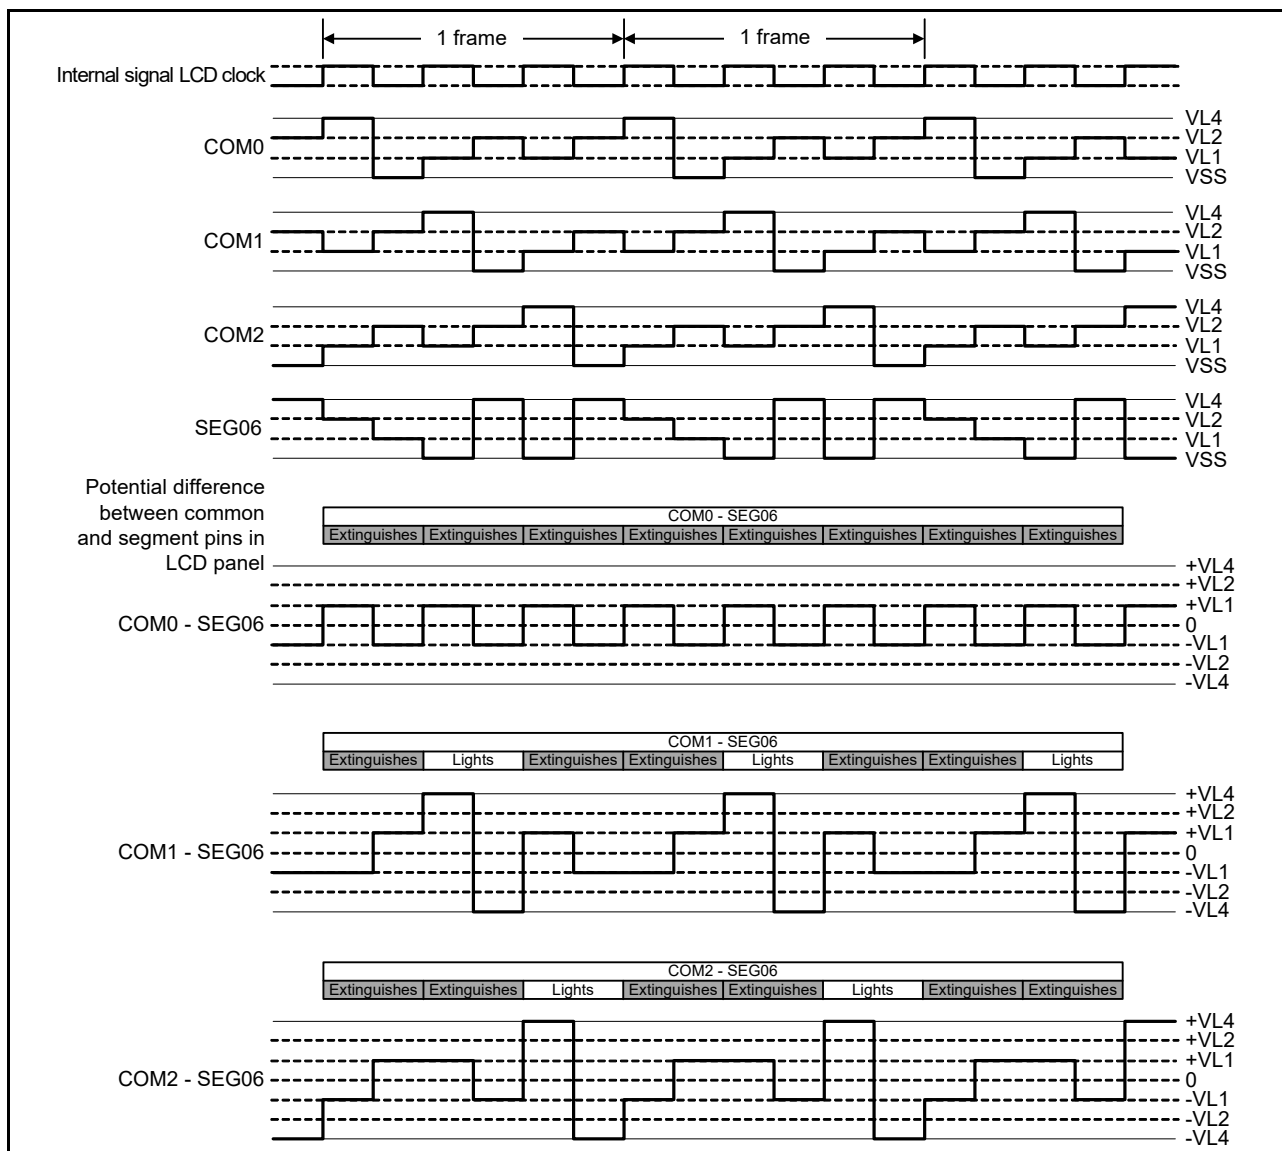 1 frame
1 frame
Internal signal LCD clock
COM0
VL4
VL2
VL1
VSS
COM1
VL4
VL2
VL1
VSS
COM2
VL4
VL2
VL1
VSS
SEG06
VL4
VL2
VL1
VSS
Potential difference
between common
and segment pins in
LCD panel
COM0 - SEG06
Extinguishes Extinguishes Extinguishes Extinguishes Extinguishes Extinguishes Extinguishes Extinguishes
COM0 - SEG06
+VL4
+VL2
+VL1
0
-VL1
-VL2
-VL4
COM1 - SEG06
Extinguishes Lights Extinguishes Extinguishes Lights Extinguishes Extinguishes Lights
COM1 - SEG06
+VL4
+VL2
+VL1
0
-VL1
-VL2
-VL4
COM2 - SEG06
Extinguishes Extinguishes Lights Extinguishes Extinguishes Lights Extinguishes Extinguishes
COM2 - SEG06
+VL4
+VL2
+VL1
0
-VL1
-VL2
-VL4